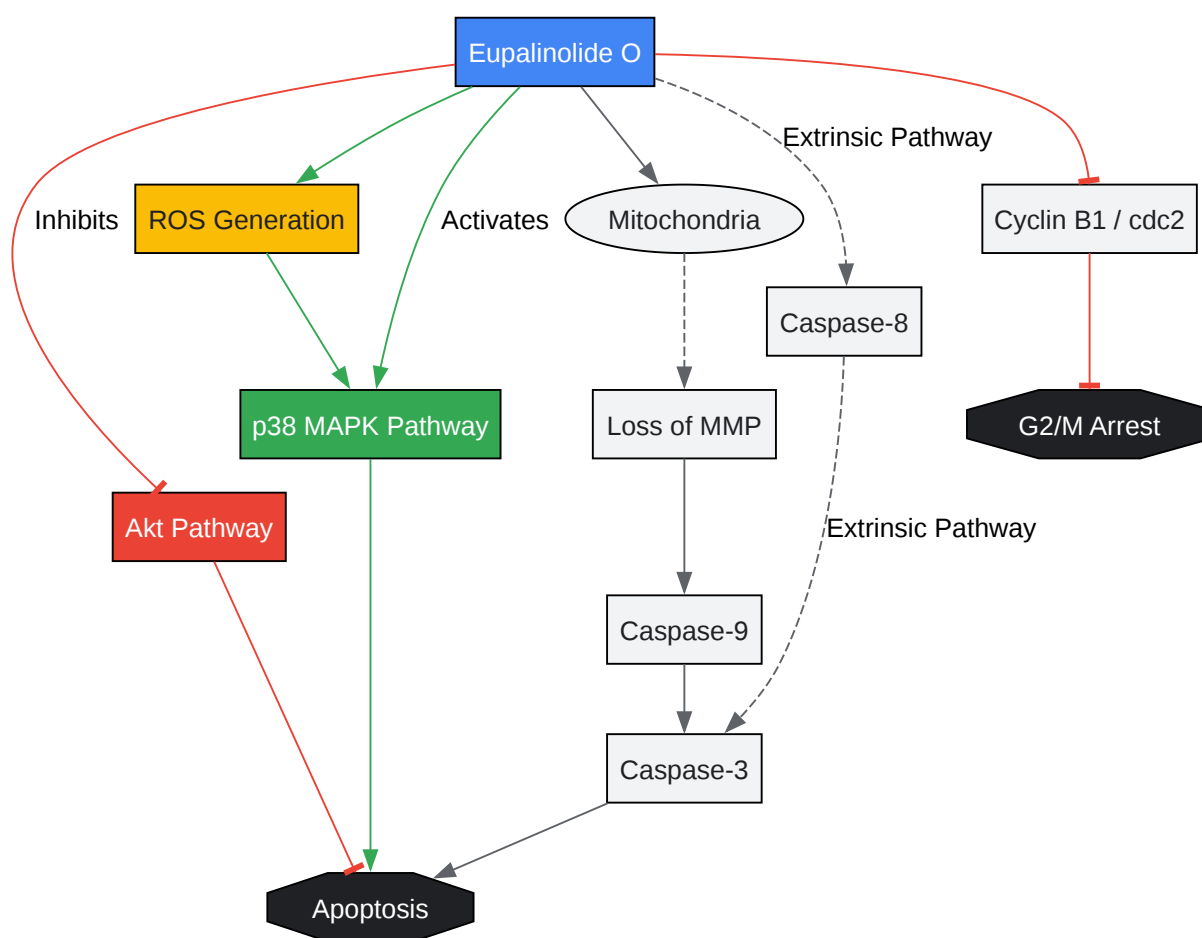 Eupalinolide O
Extrinsic Pathway
Inhibits
ROS Generation
Activates
Mitochondria
Cyclin B1 / cdc2
Caspase-8
p38 MAPK Pathway
Loss of MMP
G2/M Arrest
Akt Pathway
Extrinsic Pathway
Caspase-9
Caspase-3
Apoptosis